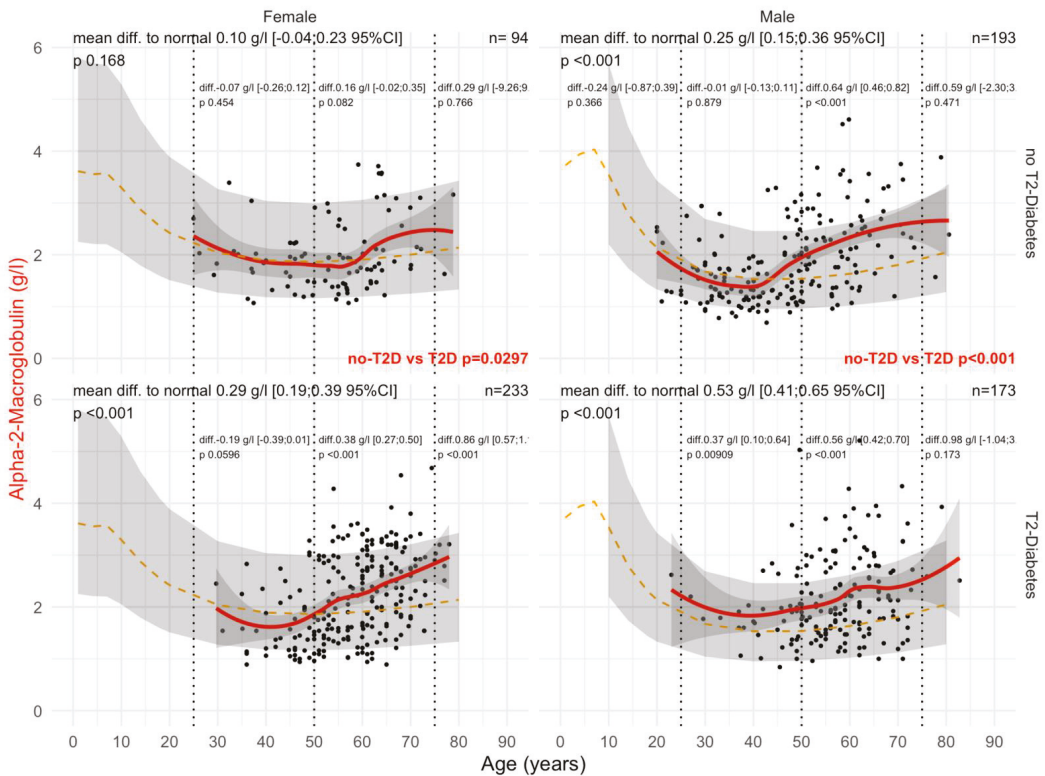 Female
Male
mean diff. to normal 0.10 g/l [-0.04;0.23 95%CI]
n= 94
p 0.168
diff.-0.07 g/l [-0.26;0.12]
p 0.454
diff.0.16 g/l [-0.02;0.35]
p 0.082
diff.0.29 g/l [-9.26;9.
p 0.766
mean diff. to normal 0.25 g/l [0.15;0.36 95%CI]
n=193
p <0.001
diff.-0.24 g/l [-0.87;0.39]
p 0.366
diff.-0.01 g/l [-0.13;0.11]
p 0.879
diff.0.64 g/l [0.46;0.82]
p <0.001
diff.0.59 g/l [-2.30;3.
p 0.471
no T2-Diabetes
6
4
2
0
no-T2D vs T2D p=0.0297
no-T2D vs T2D p<0.001
Alpha-2-Macroglobulin (g/l)
mean diff. to normal 0.29 g/l [0.19;0.39 95%CI]
n=233
p <0.001
diff.-0.19 g/l [-0.39;0.01]
p 0.0596
diff.0.38 g/l [0.27;0.50]
p <0.001
diff.0.86 g/l [0.57;1.
p <0.001
mean diff. to normal 0.53 g/l [0.41;0.65 95%CI]
n=173
p <0.001
diff.0.37 g/l [0.10;0.64]
p 0.00909
diff.0.56 g/l [0.42;0.70]
p <0.001
diff.0.98 g/l [-1.04;3.
p 0.173
T2-Diabetes
6
4
2
0
0 10 20 30 40 50 60 70 80 90
0 10 20 30 40 50 60 70 80 90
Age (years)